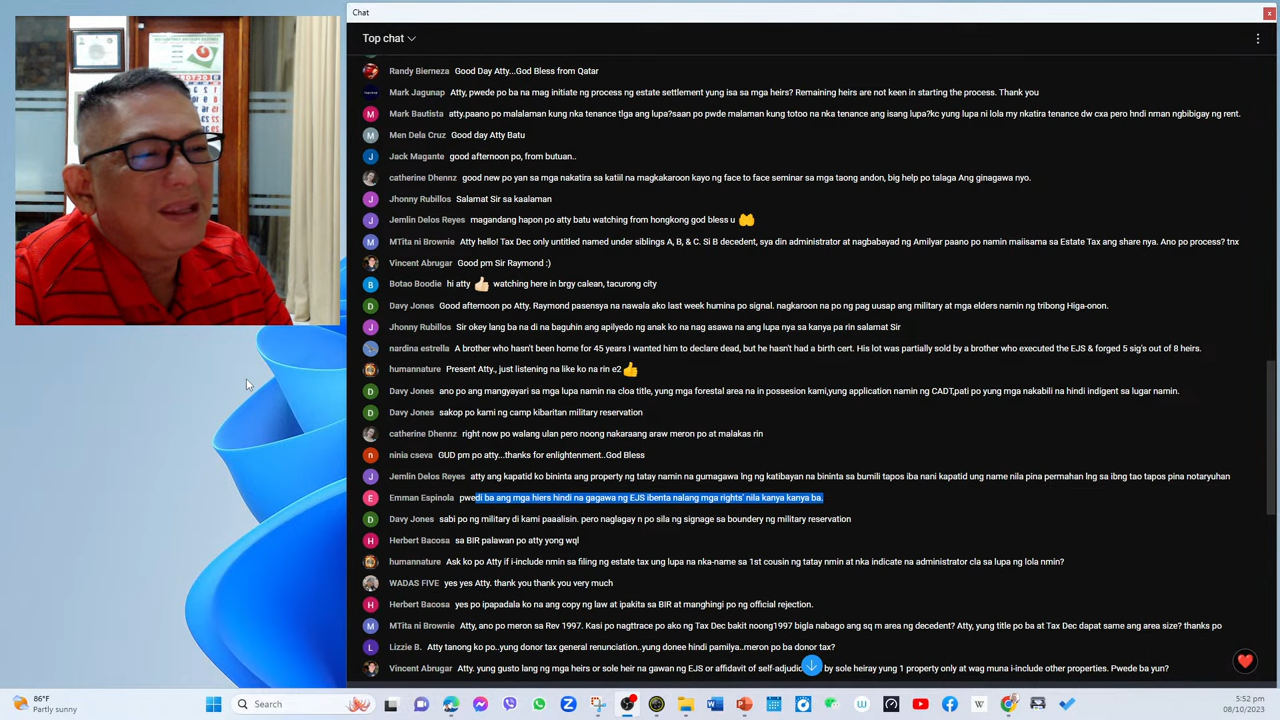 Chat
Top chat
Randy Bierneza Good Day Atty...God Bless from Qatar
Mark Jagunap Atty, pwede po ba na mag initiate ng process ng estate settlement yung isa sa mga heirs? Remaining heirs are not keen in starting the process. Thank you
Mark Bautista atty.paano po malalaman kung nka tenance tlga ang lupa?saan po pwde malaman kung totoo na nka tenance ang isang lupa?kc yung lupa ni lola my nkatira tenance dw cxa pero hndi nman ngbibigay ng rent.
Men Dela Cruz Good day Atty Batu
Jack Magante good afternoon po, from butuan..
catherine Dhennz good new po yan sa mga nakatira sa katiil na magkakaroon kayo ng face to face seminar sa mga taong andon, big help po talaga Ang ginagawa nyo.
Jhonny Rubillos Salamat Sir sa kaalaman
Jemlin Delos Reyes magandang hapon po atty batu watching from hongkong god bless u
MTita ni Brownie Atty hello! Tax Dec only untitled named under siblings A, B, & C. Si B decedent, sya din administrator at nagbabayad ng Amilyar paano po namin maiisama sa Estate Tax ang share nya. Ano po process? tnx
Vincent Abrugar Good pm Sir Raymond :)
Botao Boodie hi atty watching here in brgy calean, tacurong city
Davy Jones Good afternoon po Atty. Raymond pasensya na nawala ako last week humina po signal. nagkaroon na po ng pag uusap ang military at mga elders namin ng tribong Higa-onon.
Jhonny Rubillos Sir okey lang ba na di na baguhin ang apilyedo ng anak ko na nag asawa na ang lupa nya sa kanya pa rin salamat Sir
nardina estrella A brother who hasn't been home for 45 years I wanted him to declare dead, but he hasn't had a birth cert. His lot was partially sold by a brother who executed the EJS & forged 5 sig's out of 8 heirs.
humannature Present Atty., just listening na like ko na rin e2
Davy Jones ano po ang mangyayari sa mga lupa namin na cloa title, yung mga forestal area na in possesion kami,yung application namin ng CADT,pati po yung mga nakabili na hindi indigent sa lugar namin.
Davy Jones sakop po kami ng camp kibaritan military reservation
catherine Dhennz right now po walang ulan pero noong nakaraang araw meron po at malakas rin
ninia cseva GUD pm po atty...thanks for enlightenment..God Bless
Jemlin Delos Reyes atty ang kapatid ko bininta ang property ng tatay namin na gumagawa lng ng katibayan na bininta sa bumili tapos iba nani kapatid ung name nila pina permahan lng sa ibng tao tapos pina notaryuhan
Emman Espinola pwedi ba ang mga hiers hindi na gagawa ng EJS ibenta nalang mga rights' nila kanya kanya ba.
Davy Jones sabi po ng military di kami paaalisin. pero naglagay n po sila ng signage sa boundery ng military reservation
Herbert Bacosa sa BIR palawan po atty yong wql
humannature Ask ko po Atty if i-include nmin sa filing ng estate tax ung lupa na nka-name sa 1st cousin ng tatay nmin at nka indicate na administrator cla sa lupa ng lola nmin?
WADAS FIVE yes yes Atty. thank you thank you very much
Herbert Bacosa yes po ipapadala ko na ang copy ng law at ipakita sa BIR at manghingi po ng official rejection.
MTita ni Brownie Atty, ano po meron sa Rev 1997. Kasi po nagttrace po ako ng Tax Dec bakit noong1997 bigla nabago ang sq m area ng decedent? Atty, yung title po ba at Tax Dec dapat same ang area size? thanks po
Lizzie B. Atty tanong ko po..yung donor tax general renunciation.. yung donee hindi pamilya..meron po ba donor tax?
Vincent Abrugar Atty. yung gusto lang ng mga heirs or sole heir na gawan ng EJS or affidavit of self-adjudic by sole heiray yung 1 property only at wag muna i-include other properties. Pwede ba yun?
86°F
Partly sunny
Search
5:52 pm
08/10/2023